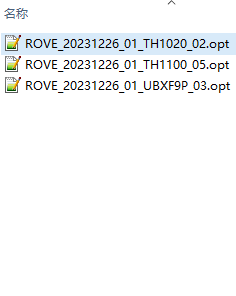 名称
ROVE_20231226_01_TH1020_02.opt
ROVE_20231226_01_TH1100_05.opt
ROVE_20231226_01_UBXF9P_03.opt